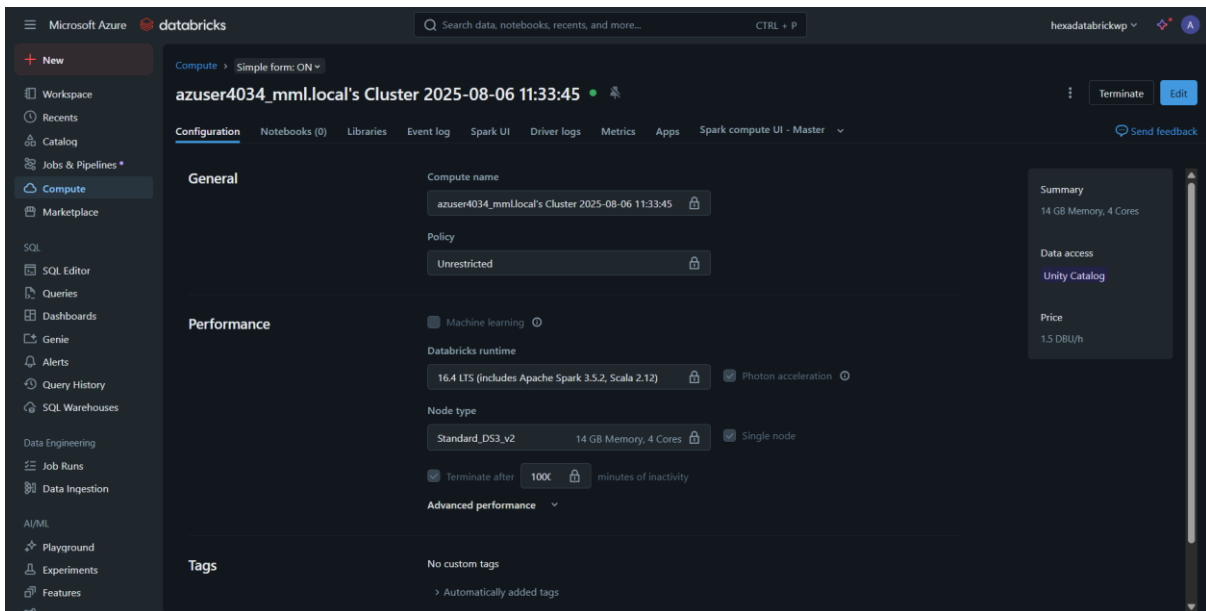 Microsoft Azure databricks Search data, notebooks, recents, and more... CTRL + P hexadatabrickwp A
New
Workspace
Recents
Catalog
Jobs & Pipelines
Compute
Marketplace
SQL
SQL Editor
Queries
Dashboards
Genie
Alerts
Query History
SQL Warehouses
Data Engineering
Job Runs
Data Ingestion
AI/ML
Playground
Experiments
Features
Compute > Simple form: ON
azuser4034_mml.local's Cluster 2025-08-06 11:33:45
Terminate Edit
Configuration Notebooks (0) Libraries Event log Spark UI Driver logs Metrics Apps Spark compute UI - Master
Send feedback
General
Compute name
azuser4034_mml.local's Cluster 2025-08-06 11:33:45
Policy
Unrestricted
Performance
Machine learning
Databricks runtime
16.4 LTS (includes Apache Spark 3.5.2, Scala 2.12)
Photon acceleration
Node type
Standard_DS3_v2 14 GB Memory, 4 Cores
Single node
Terminate after minutes of inactivity
Advanced performance
Tags
No custom tags
> Automatically added tags
Summary
14 GB Memory, 4 Cores
Data access
Unity Catalog
Price
1.5 DBU/h